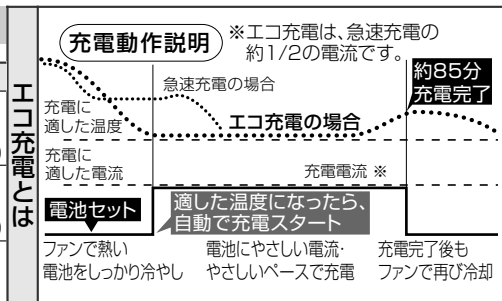 エコ充電とは
充電動作説明
※エコ充電は、急速充電の
約1/2の電流です。
急速充電の場合
エコ充電の場合
約85分
充電完了
充電に
適した温度
充電に
適した電流
充電電流 ※
電池セット
適した温度になったら、
自動で充電スタート
ファンで熱い
電池をしっかり冷やし
電池にやさしい電流・
やさしいペースで充電
充電完了後も
ファンで再び冷却